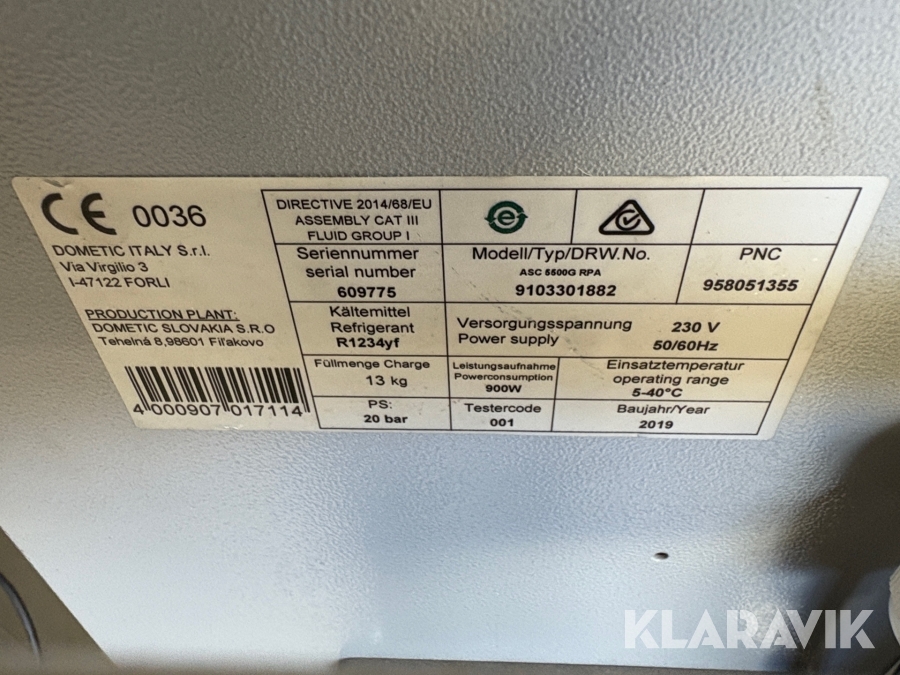 CE 0036
DOMETIC ITALY S.r.l.
Via Virgilio 3
I-47122 FORLI
PRODUCTION PLANT:
DOMETIC SLOVAKIA S.R.O
Tehelná 8,98601 Fiľakovo
4 000907 017114
DIRECTIVE 2014/68/EU
ASSEMBLY CAT III
FLUID GROUP I
e
Seriennummer
serial number
609775
Modell/Typ/DRW.No.
ASC 5500G RPA
9103301882
PNC
958051355
Kältemittel
Refrigerant
R1234yf
Versorgungsspannung 230 V
Power supply 50/60Hz
Füllmenge Charge
13 kg
Leistungsaufnahme
Powerconsumption
900W
Einsatztemperatur
operating range
5-40°C
PS:
20 bar
Testercode
001
Baujahr/Year
2019
KLARAVIK